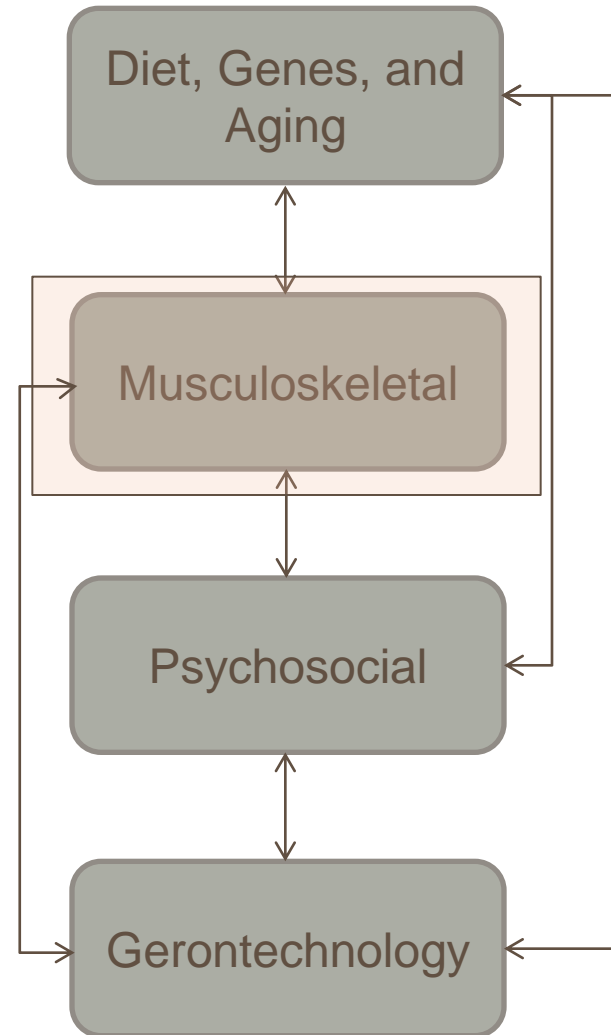 Diet, Genes, and
Aging
Musculoskeletal
Psychosocial
Gerontechnology